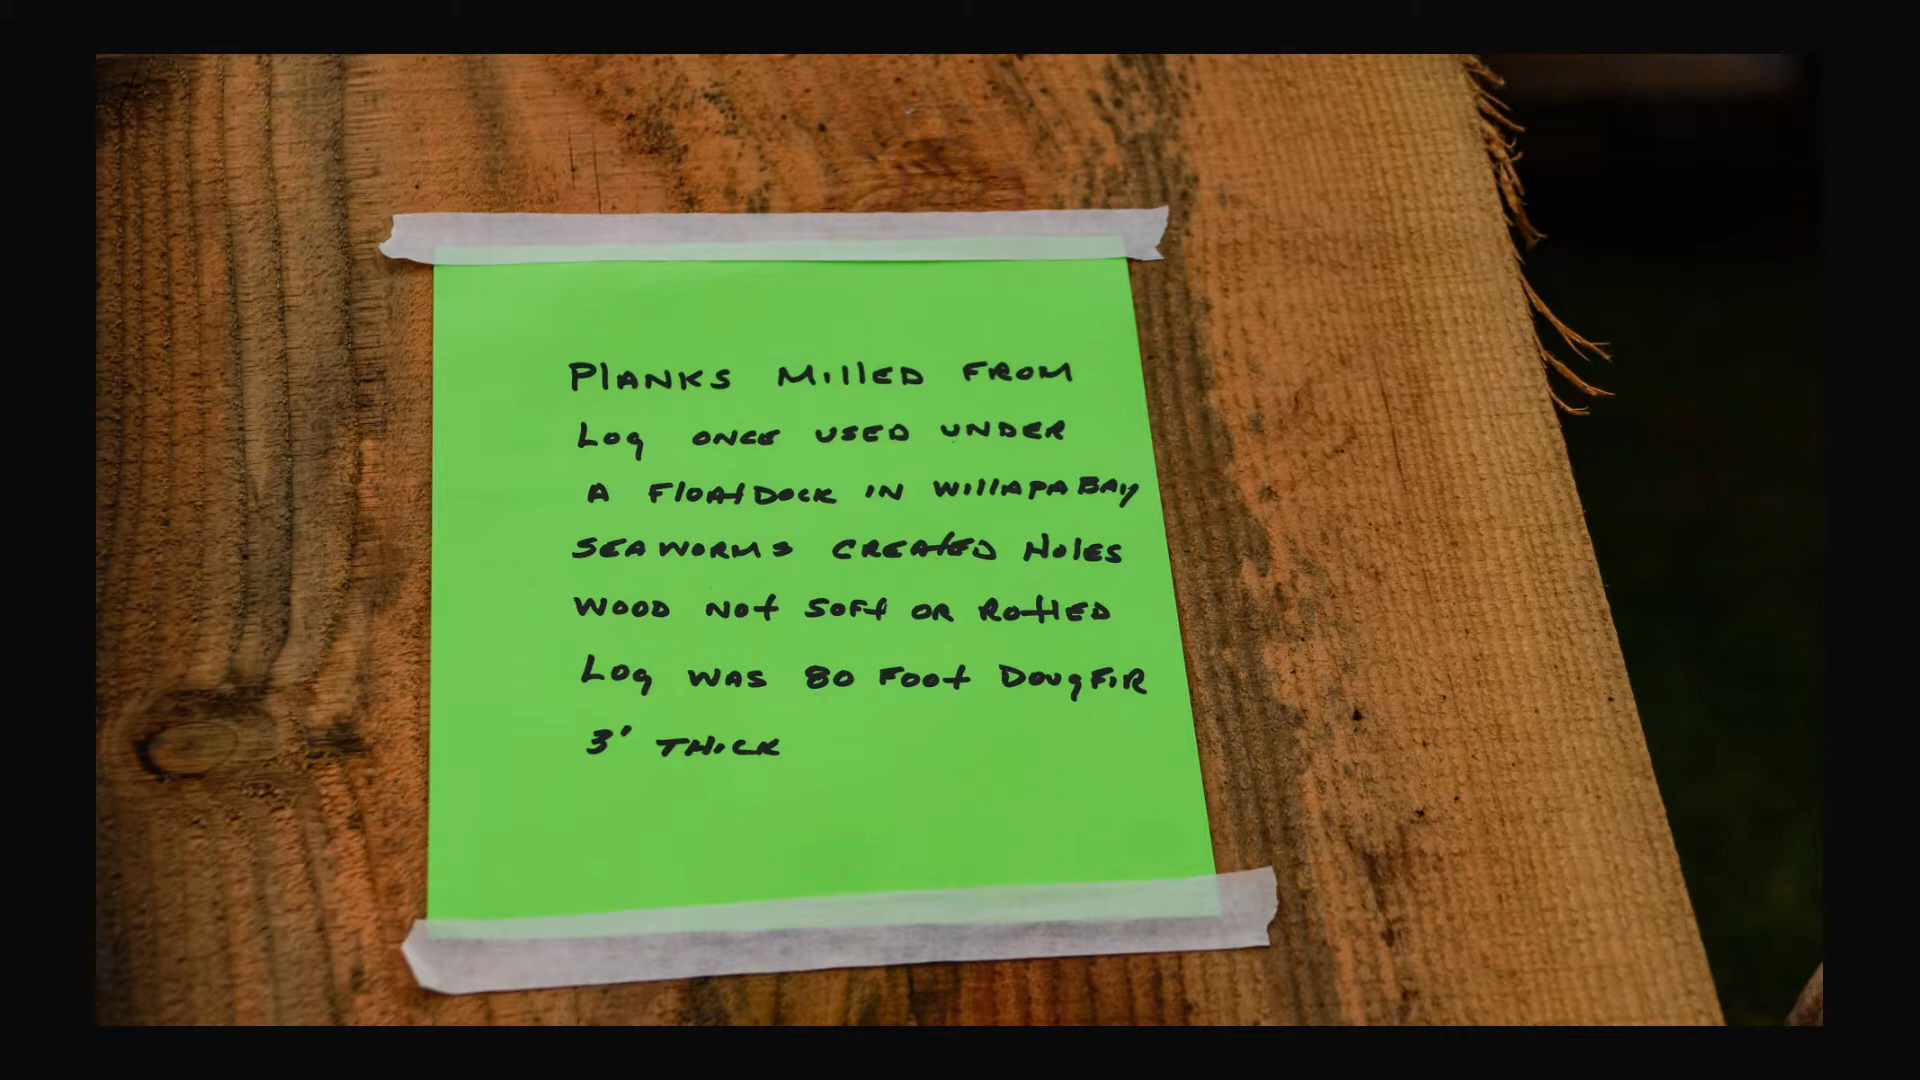 PlANKS MillED FROM
Log ONCE USED UNDER
A FloAtDOCK IN WillAPA BAy
SEAWORMS CREAtED HOlES
WOOD NOt SOFt OR ROttED
LOg WAS 80 FOOt DOUgFIR
3' THICK